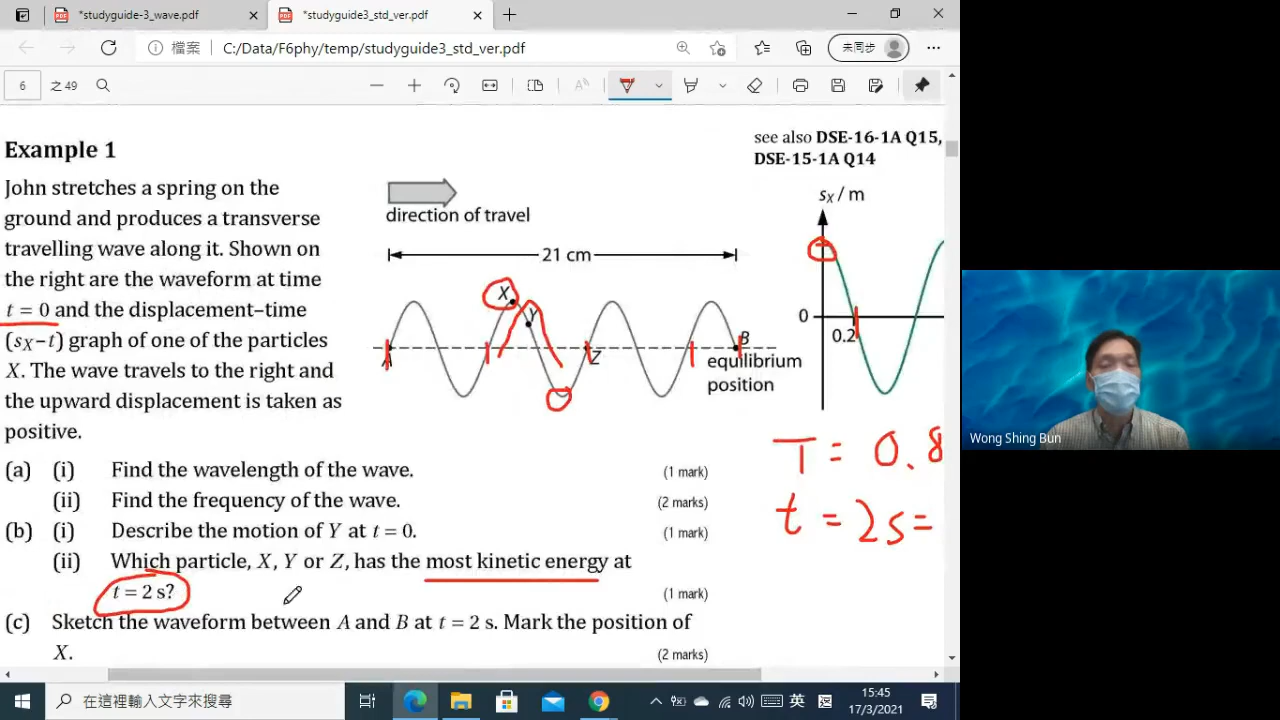 *studyguide-3_wave.pdf
*studyguide3_std_ver.pdf
檔案
C:/Data/F6phy/temp/studyguide3_std_ver.pdf
未同步
6
之 49
Example 1
John stretches a spring on the
ground and produces a transverse
travelling wave along it. Shown on
the right are the waveform at time
t = 0 and the displacement–time
(sX–t) graph of one of the particles
X. The wave travels to the right and
the upward displacement is taken as
positive.
direction of travel
21 cm
X
Y
A
Z
B
equilibrium
position
see also DSE-16-1A Q15,
DSE-15-1A Q14
sX / m
0
0.2
T = 0.8
t = 2s =
(a) (i) Find the wavelength of the wave. (1 mark)
(ii) Find the frequency of the wave. (2 marks)
(b) (i) Describe the motion of Y at t = 0. (1 mark)
(ii) Which particle, X, Y or Z, has the most kinetic energy at
t = 2 s? (1 mark)
(c) Sketch the waveform between A and B at t = 2 s. Mark the position of
X. (2 marks)
Wong Shing Bun
在這裡輸入文字來搜尋
英
15:45
17/3/2021